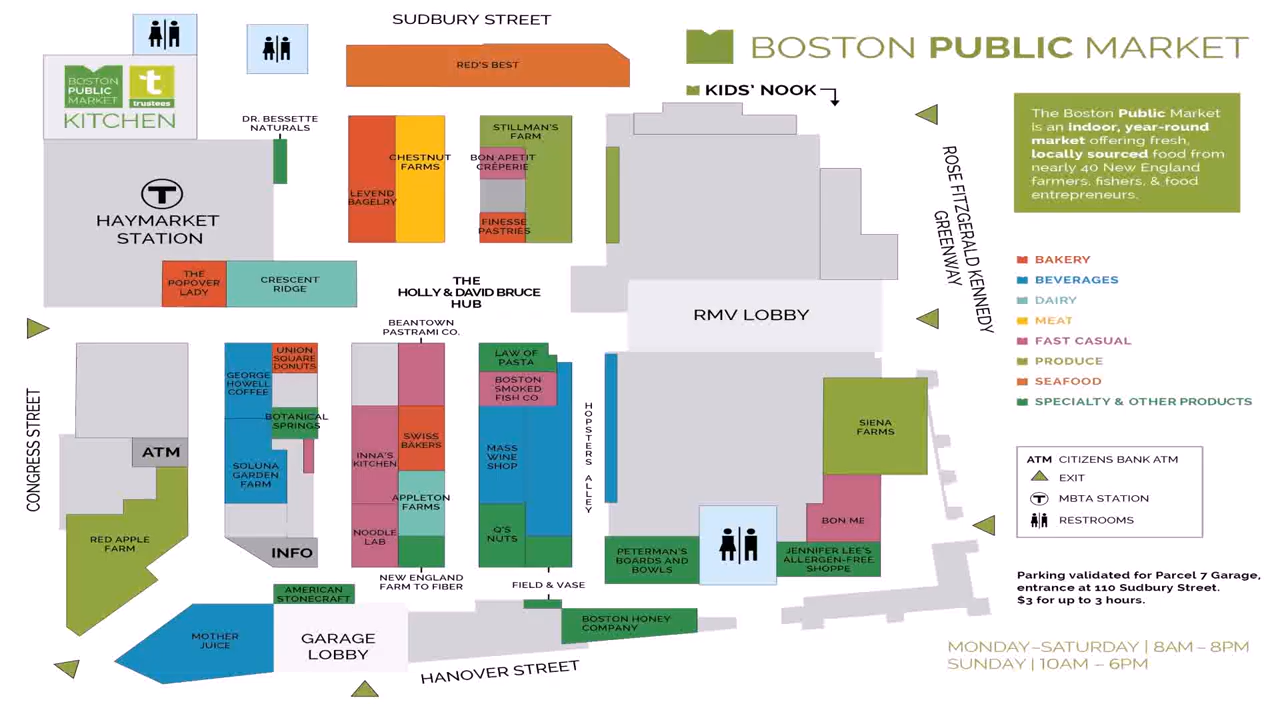 SUDBURY STREET
RED'S BEST
BOSTON PUBLIC MARKET
KIDS' NOOK
BOSTON
PUBLIC
MARKET
t
trustees
KITCHEN
DR. BESSETTE
NATURALS
T
HAYMARKET
STATION
THE
POPOVER
LADY
CRESCENT
RIDGE
LEVEND
BAGELRY
CHESTNUT
FARMS
STILLMAN'S
FARM
BON APETIT
CRÊPERIE
FINESSE
PASTRIES
THE
HOLLY & DAVID BRUCE
HUB
RMV LOBBY
ROSE FITZGERALD KENNEDY
GREENWAY
The Boston Public Market
is an indoor, year-round
market offering fresh,
locally sourced food from
nearly 40 New England
farmers, fishers, & food
entrepreneurs.
BAKERY
BEVERAGES
DAIRY
MEAT
FAST CASUAL
PRODUCE
SEAFOOD
SPECIALTY & OTHER PRODUCTS
CONGRESS STREET
ATM
RED APPLE
FARM
GEORGE
HOWELL
COFFEE
UNION
SQUARE
DONUTS
BOTANICAL
SPRINGS
SOLUNA
GARDEN
FARM
INFO
BEANTOWN
PASTRAMI CO.
INNA'S
KITCHEN
SWISS
BAKERS
APPLETON
FARMS
NOODLE
LAB
NEW ENGLAND
FARM TO FIBER
LAW OF
PASTA
BOSTON
SMOKED
FISH CO
MASS
WINE
SHOP
Q'S
NUTS
FIELD & VASE
HOPSTERS ALLEY
SIENA
FARMS
BON ME
PETERMAN'S
BOARDS AND
BOWLS
JENNIFER LEE'S
ALLERGEN-FREE
SHOPPE
AMERICAN
STONECRAFT
MOTHER
JUICE
GARAGE
LOBBY
BOSTON HONEY
COMPANY
HANOVER STREET
ATM CITIZENS BANK ATM
EXIT
T MBTA STATION
RESTROOMS
Parking validated for Parcel 7 Garage,
entrance at 110 Sudbury Street.
$3 for up to 3 hours.
MONDAY–SATURDAY | 8AM – 8PM
SUNDAY | 10AM – 6PM